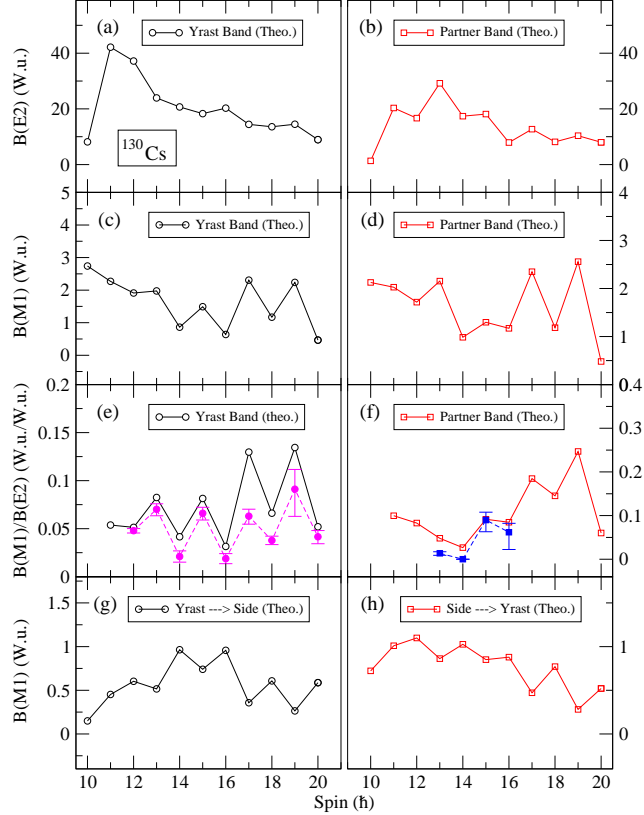 (a) Yrast Band (Theo.)
(b) Partner Band (Theo.)
B(E2) (W.u.)
40
20
0
130Cs
40
20
0
(c) Yrast Band (Theo.)
(d) Partner Band (Theo.)
B(M1) (W.u.)
5
4
3
2
1
0
4
3
2
1
0
(e) Yrast Band (theo.)
(f) Partner Band (Theo.)
B(M1)/B(E2) (W.u./W.u.)
0.2
0.15
0.1
0.05
0
0.4
0.3
0.2
0.1
0
(g) Yrast ---> Side (Theo.)
(h) Side ---> Yrast (Theo.)
B(M1) (W.u.)
1.5
1
0.5
0
1.5
1
0.5
0
10 12 14 16 18 20
10 12 14 16 18 20
Spin (ħ)